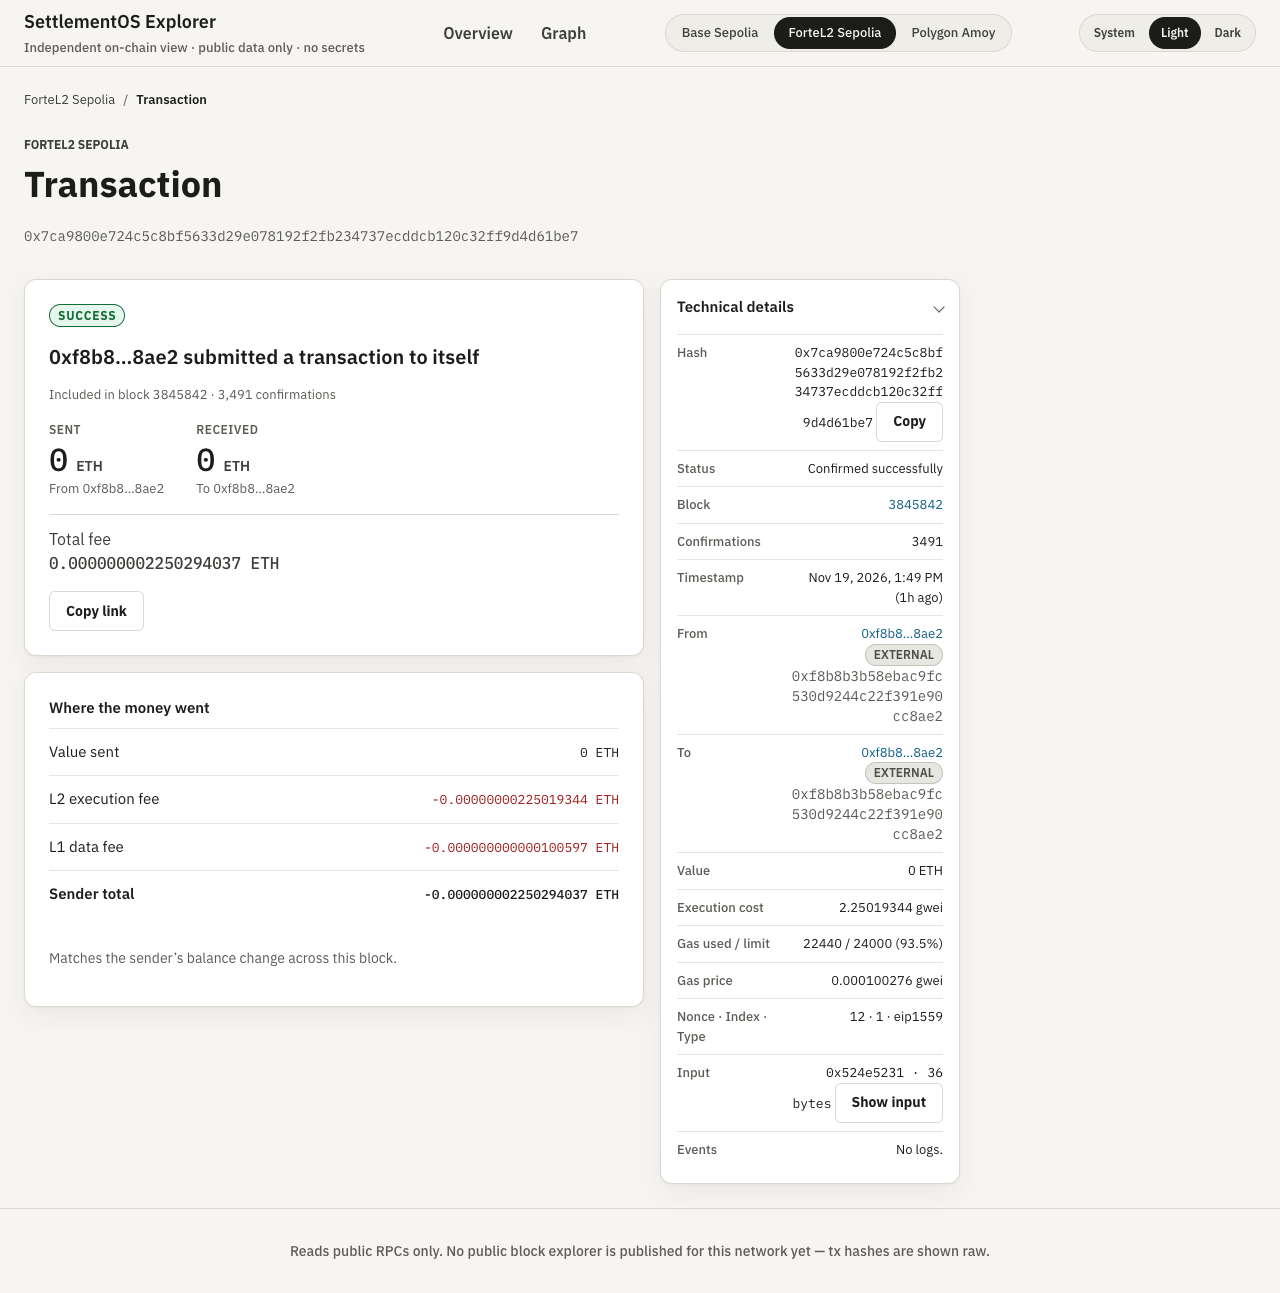 SettlementOS Explorer
Independent on-chain view · public data only · no secrets
Overview Graph
Base Sepolia ForteL2 Sepolia Polygon Amoy
System Light Dark
ForteL2 Sepolia / Transaction
FORTEL2 SEPOLIA
Transaction
0x7ca9800e724c5c8bf5633d29e078192f2fb234737ecddcb120c32ff9d4d61be7
SUCCESS
0xf8b8…8ae2 submitted a transaction to itself
Included in block 3845842 · 3,491 confirmations
SENT RECEIVED
0 ETH 0 ETH
From 0xf8b8…8ae2 To 0xf8b8…8ae2
Total fee
0.000000002250294037 ETH
Copy link
Where the money went
Value sent 0 ETH
L2 execution fee -0.00000000225019344 ETH
L1 data fee -0.000000000000100597 ETH
Sender total -0.000000002250294037 ETH
Matches the sender’s balance change across this block.
Technical details
Hash 0x7ca9800e724c5c8bf
5633d29e078192f2fb2
34737ecddcb120c32ff
9d4d61be7 Copy
Status Confirmed successfully
Block 3845842
Confirmations 3491
Timestamp Nov 19, 2026, 1:49 PM
(1h ago)
From 0xf8b8…8ae2
EXTERNAL
0xf8b8b3b58ebac9fc
530d9244c22f391e90
cc8ae2
To 0xf8b8…8ae2
EXTERNAL
0xf8b8b3b58ebac9fc
530d9244c22f391e90
cc8ae2
Value 0 ETH
Execution cost 2.25019344 gwei
Gas used / limit 22440 / 24000 (93.5%)
Gas price 0.000100276 gwei
Nonce · Index · 12 · 1 · eip1559
Type
Input 0x524e5231 · 36
bytes Show input
Events No logs.
Reads public RPCs only. No public block explorer is published for this network yet — tx hashes are shown raw.